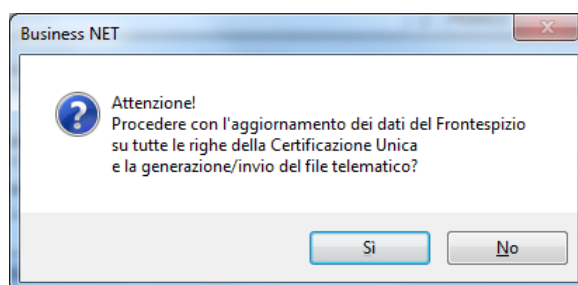 Business NET
Attenzione!
Procedere con l'aggiornamento dei dati del Frontespizio
su tutte le righe della Certificazione Unica
e la generazione/invio del file telematico?
Sì
No